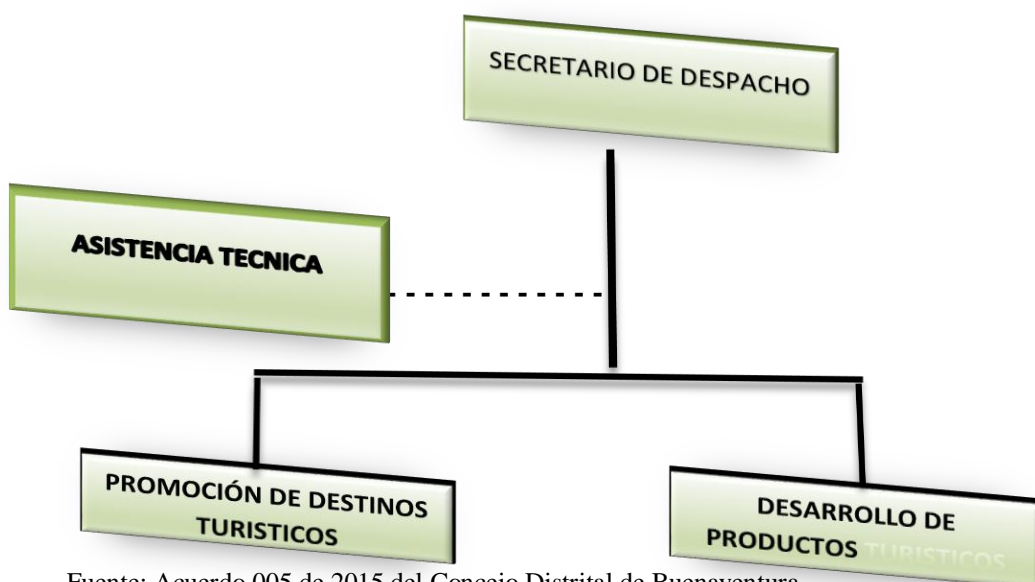 SECRETARIO DE DESPACHO
ASISTENCIA TECNICA
PROMOCIÓN DE DESTINOS
TURISTICOS
DESARROLLO DE
PRODUCTOS TURISTICOS
Fuente: Acuerdo 005 de 2015 del Concejo Distrital de Buenaventura